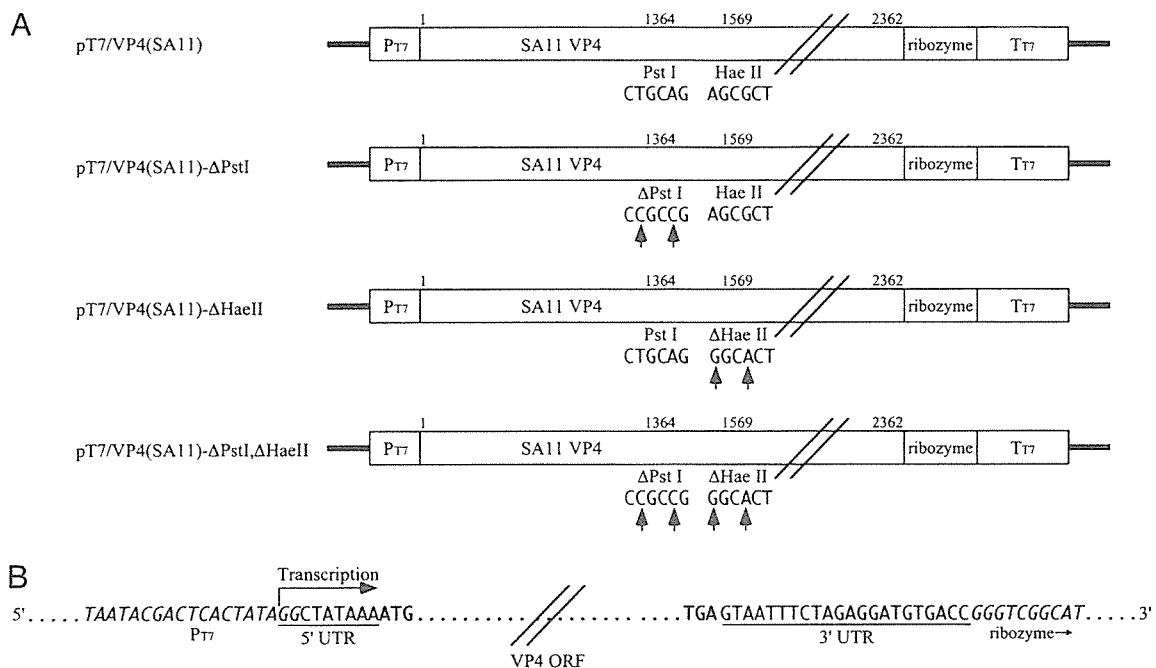 A
pT7/VP4(SA11)
1 1364 1569 2362
PT7 SA11 VP4 ribozyme TT7
Pst I Hae II
CTGCAG AGCGCT
pT7/VP4(SA11)-ΔPstI
1 1364 1569 2362
PT7 SA11 VP4 ribozyme TT7
ΔPst I Hae II
CCGCCG AGCGCT
pT7/VP4(SA11)-ΔHaeII
1 1364 1569 2362
PT7 SA11 VP4 ribozyme TT7
Pst I ΔHae II
CTGCAG GGCACT
pT7/VP4(SA11)-ΔPstI,ΔHaeII
1 1364 1569 2362
PT7 SA11 VP4 ribozyme TT7
ΔPst I ΔHae II
CCGCCG GGCACT
B
Transcription
5'.....TAATACGACTCACTATAGGCTATAAAATG.......... ..........TGAGTAATTTCTAGAGGATGTGACCGGGTCGGCAT.....3'
PT7 5' UTR 3' UTR ribozyme→
VP4 ORF